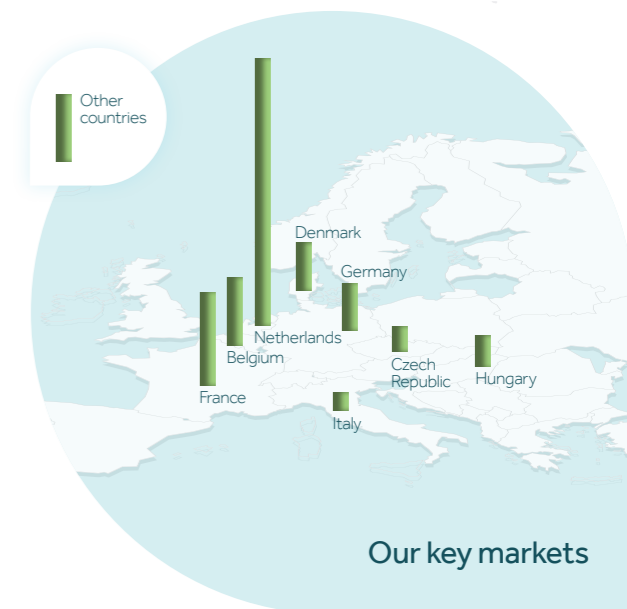 Other
countries
Denmark
Germany
Netherlands
Belgium
Czech
Republic
Hungary
France
Italy
Our key markets